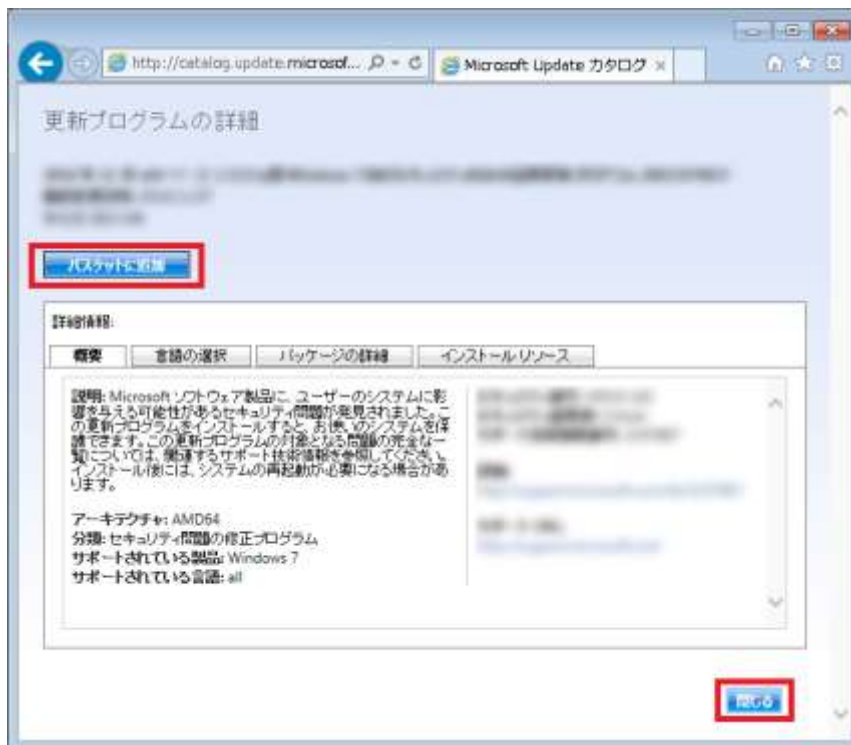 http://catalog.update.microsof...
Microsoft Update カタログ
更新プログラムの詳細
バスケットに追加
詳細情報:
概要
言語の選択
パッケージの詳細
インストール リソース
説明: Microsoft ソフトウェア製品に、ユーザーのシステムに影
響を与える可能性があるセキュリティ問題が発見されました。こ
の更新プログラムをインストールすると、お使いのシステムを保
護できます。この更新プログラムの対象となる問題の完全な一
覧については、関連するサポート技術情報を参照してください。
インストール後には、システムの再起動が必要になる場合があ
ります。
アーキテクチャ: AMD64
分類: セキュリティ問題の修正プログラム
サポートされている製品: Windows 7
サポートされている言語: all
閉じる